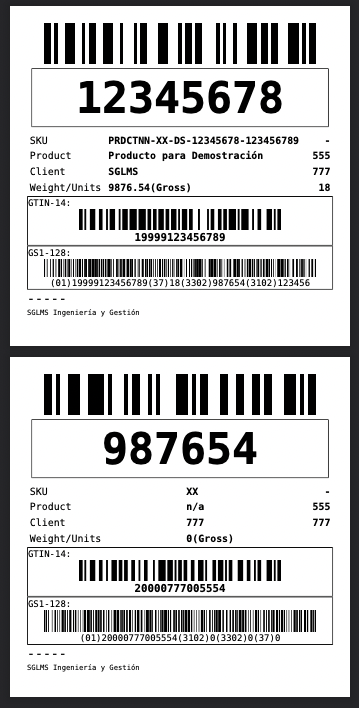 12345678
SKU PRDCTNN-XX-DS-12345678-123456789 -
Product Producto para Demostración 555
Client SGLMS 777
Weight/Units 9876.54(Gross) 18
GTIN-14:
19999123456789
GS1-128:
(01)19999123456789(37)18(3302)987654(3102)123456
-----
SGLMS Ingeniería y Gestión
987654
SKU XX -
Product n/a 555
Client 777 777
Weight/Units 0(Gross)
GTIN-14:
20000777005554
GS1-128:
(01)20000777005554(3102)0(3302)0(37)0
-----
SGLMS Ingeniería y Gestión